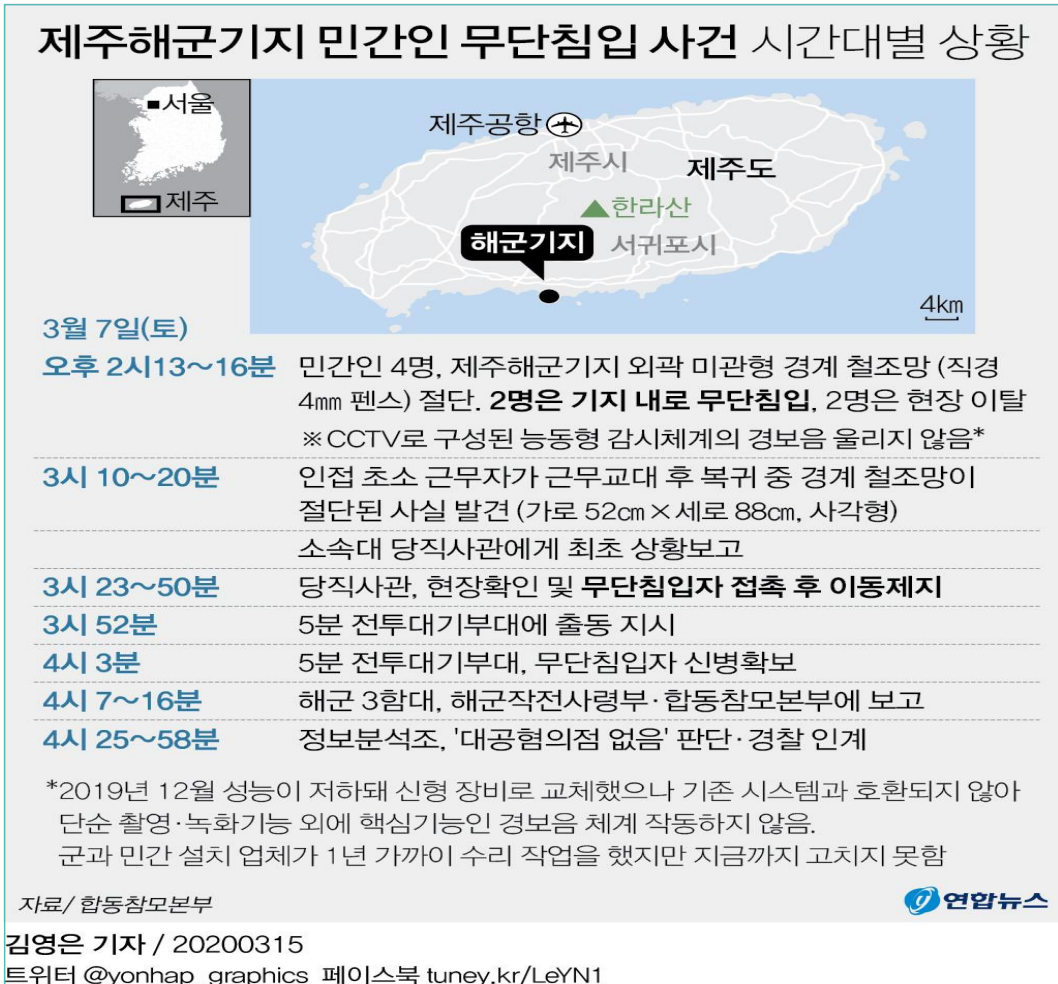 제주해군기지 민간인 무단침입 사건 시간대별 상황
서울
제주
제주공항
제주시
제주도
한라산
해군기지
서귀포시
4km
3월 7일(토)
오후 2시13～16분 민간인 4명, 제주해군기지 외곽 미관형 경계 철조망 (직경
4㎜ 펜스) 절단. 2명은 기지 내로 무단침입, 2명은 현장 이탈
※CCTV로 구성된 능동형 감시체계의 경보음 울리지 않음*
3시 10～20분 인접 초소 근무자가 근무교대 후 복귀 중 경계 철조망이
절단된 사실 발견 (가로 52㎝×세로 88㎝, 사각형)
소속대 당직사관에게 최초 상황보고
3시 23～50분 당직사관, 현장확인 및 무단침입자 접촉 후 이동제지
3시 52분 5분 전투대기부대에 출동 지시
4시 3분 5분 전투대기부대, 무단침입자 신병확보
4시 7～16분 해군 3함대, 해군작전사령부·합동참모본부에 보고
4시 25～58분 정보분석조, '대공혐의점 없음' 판단·경찰 인계
*2019년 12월 성능이 저하돼 신형 장비로 교체했으나 기존 시스템과 호환되지 않아
단순 촬영·녹화기능 외에 핵심기능인 경보음 체계 작동하지 않음.
군과 민간 설치 업체가 1년 가까이 수리 작업을 했지만 지금까지 고치지 못함
자료/ 합동참모본부
연합뉴스
김영은 기자 / 20200315
트위터 @yonhap_graphics 페이스북 tuney.kr/LeYN1